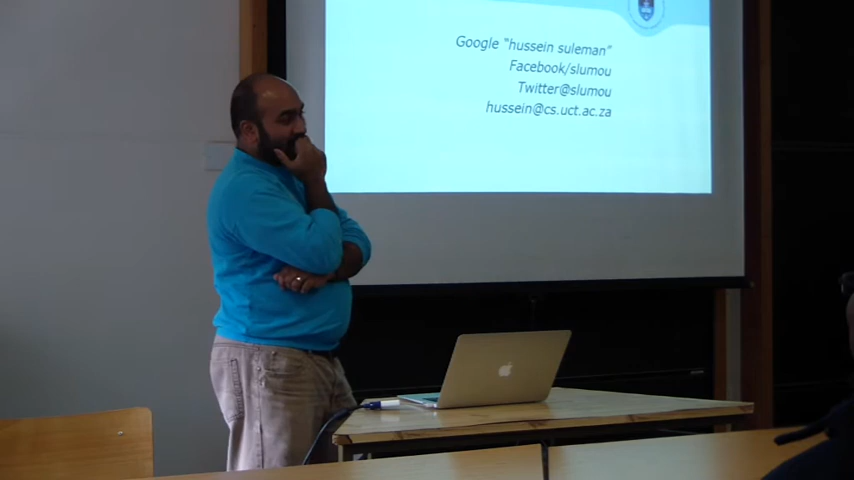 Google "hussein suleman"
Facebook/slumou
Twitter@slumou
hussein@cs.uct.ac.za